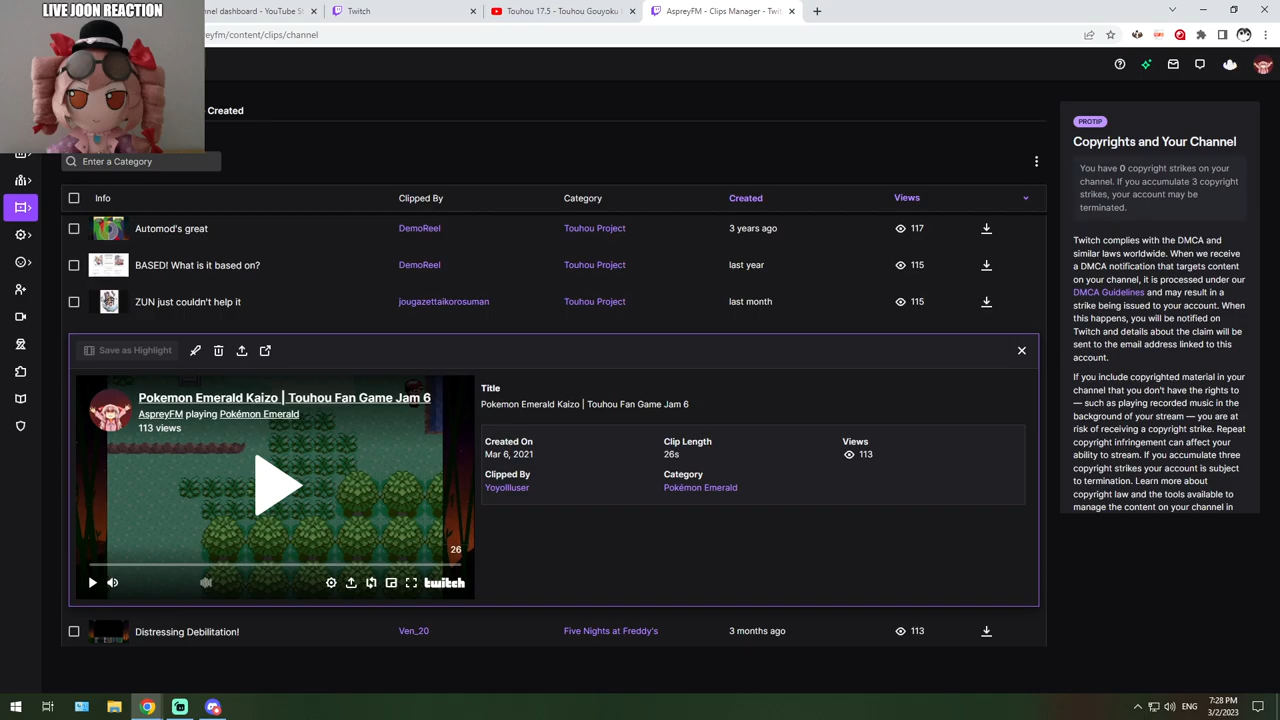 LIVE JOON REACTION
nnel dashboard - YouTube St
Twitch
Touhou 17.5 - Touhou Gouyoku
AspreyFM - Clips Manager - Twit
eyfm/content/clips/channel
Created
Enter a Category
Info Clipped By Category Created Views
Automod's great DemoReel Touhou Project 3 years ago 117
BASED! What is it based on? DemoReel Touhou Project last year 115
ZUN just couldn't help it jougazettaikorosuman Touhou Project last month 115
Save as Highlight
Pokemon Emerald Kaizo | Touhou Fan Game Jam 6
AspreyFM playing Pokémon Emerald
113 views
26
twitch
Title
Pokemon Emerald Kaizo | Touhou Fan Game Jam 6
Created On Clip Length Views
Mar 6, 2021 26s 113
Clipped By Category
Pokémon Emerald
Distressing Debilitation! Ven_20 Five Nights at Freddy's 3 months ago 113
PROTIP
Copyrights and Your Channel
You have 0 copyright strikes on
your channel. If you accumulate 3 copyright
strikes, your account may be
terminated.
Twitch complies with the DMCA and
similar laws worldwide. When we receive
a DMCA notification that targets content
on your channel, it is processed under our
DMCA Guidelines and may result in a
strike being issued to your account. When
this happens, you will be notified on
Twitch and details about the claim will be
sent to the email address linked to this
account.
If you include copyrighted material in your
channel that you don't have the rights to
— such as playing recorded music in the
background of your stream — you are at
risk of receiving a copyright strike. Repeat
copyright infringement can affect your
ability to stream. If you accumulate three
copyright strikes your account is subject
to termination. Learn more about
copyright law and the tools available to
manage the content on your channel in
ENG
7:28 PM
3/2/2023